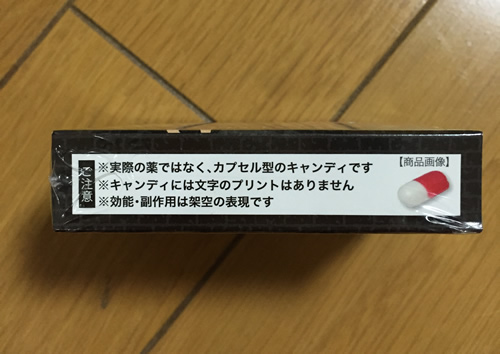 ご注意
※実際の薬ではなく、カプセル型のキャンディです
※キャンディには文字のプリントはありません
※効能・副作用は架空の表現です
【商品画像】